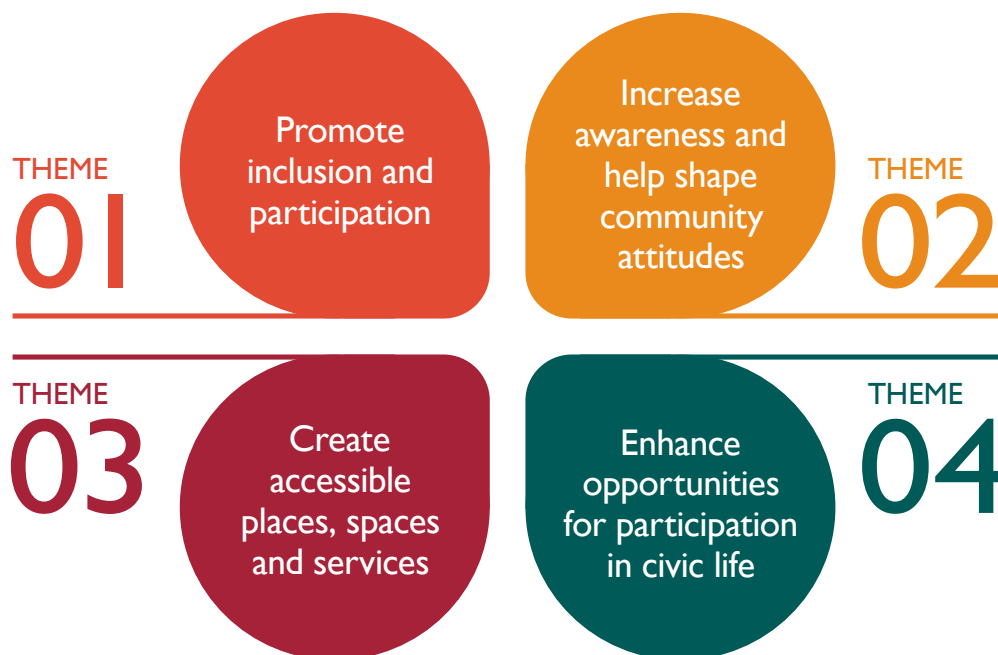 THEME
01
Promote
inclusion and
participation
Increase
awareness and
help shape
community
attitudes
THEME
02
THEME
03
Create
accessible
places, spaces
and services
Enhance
opportunities
for participation
in civic life
THEME
04